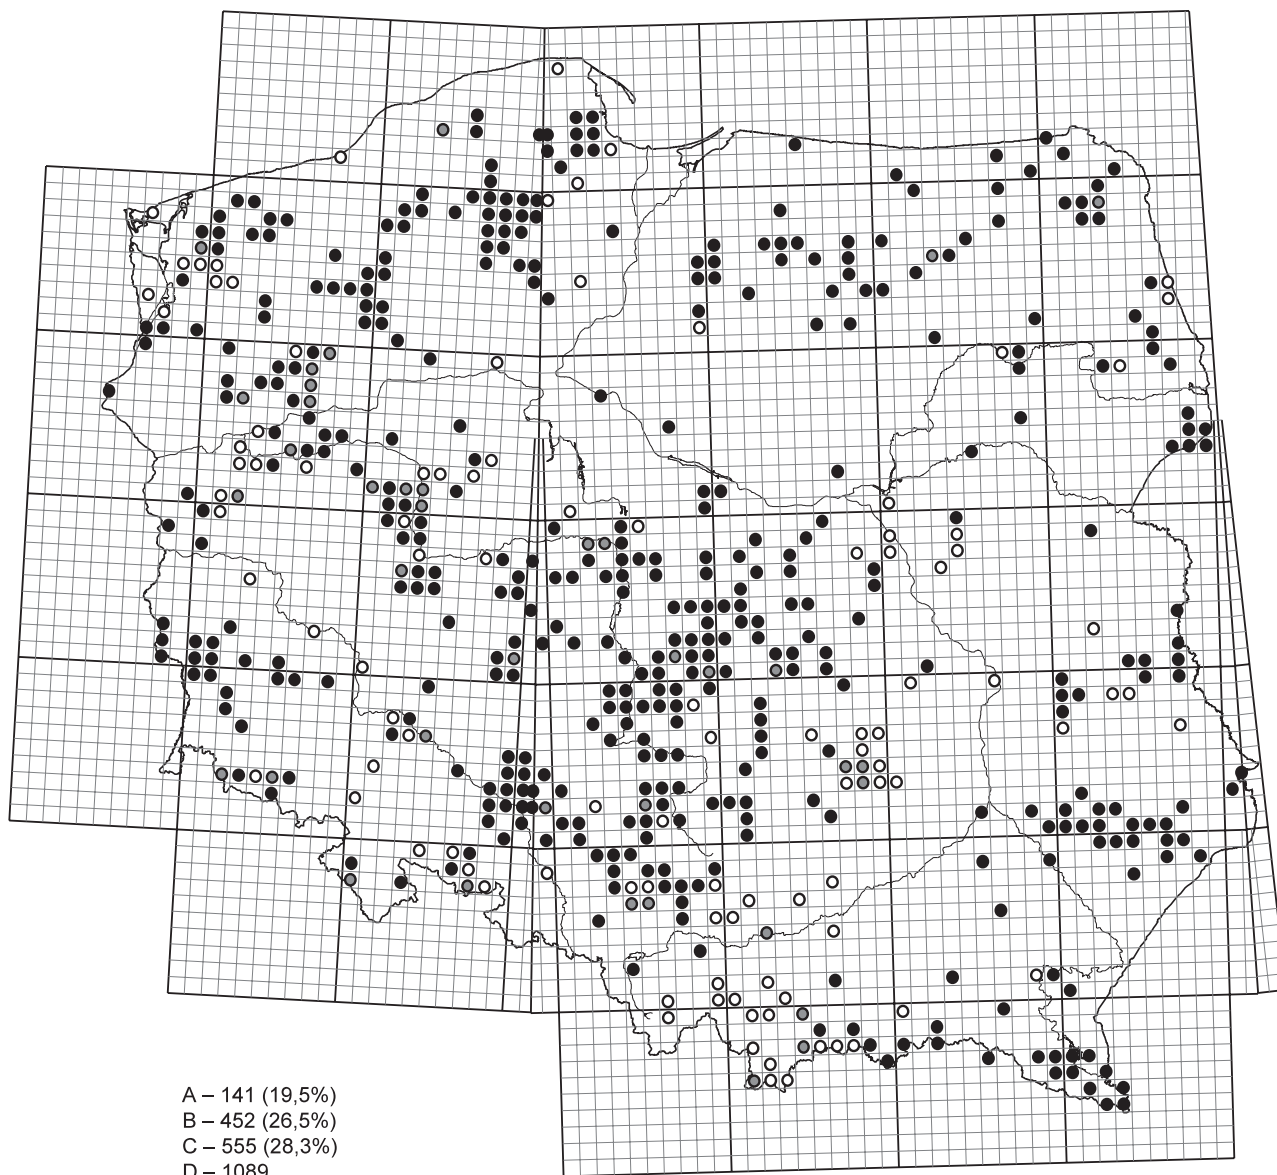 A – 141 (19,5%)
B – 452 (26,5%)
C – 555 (28,3%)
D – 1089